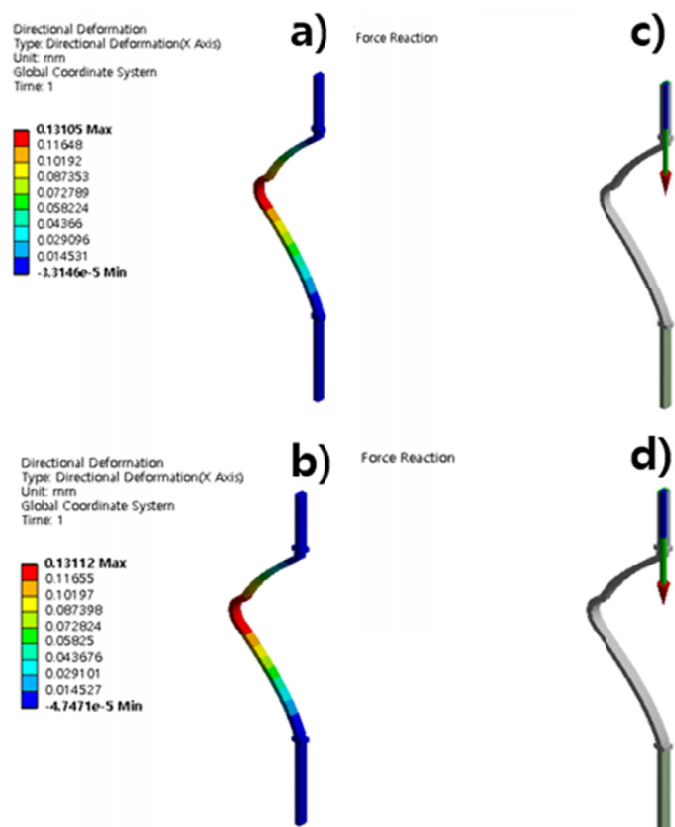 Directional Deformation
Type: Directional Deformation(X Axis)
Unit: mm
Global Coordinate System
Time: 1
a)
0.13105 Max
0.11648
0.10192
0.087353
0.072789
0.058224
0.04366
0.029096
0.014531
-3.3146e-5 Min
Force Reaction
c)
Directional Deformation
Type: Directional Deformation(X Axis)
Unit: mm
Global Coordinate System
Time: 1
b)
0.13112 Max
0.11655
0.10197
0.087398
0.072824
0.05825
0.043676
0.029101
0.014527
-4.7471e-5 Min
Force Reaction
d)